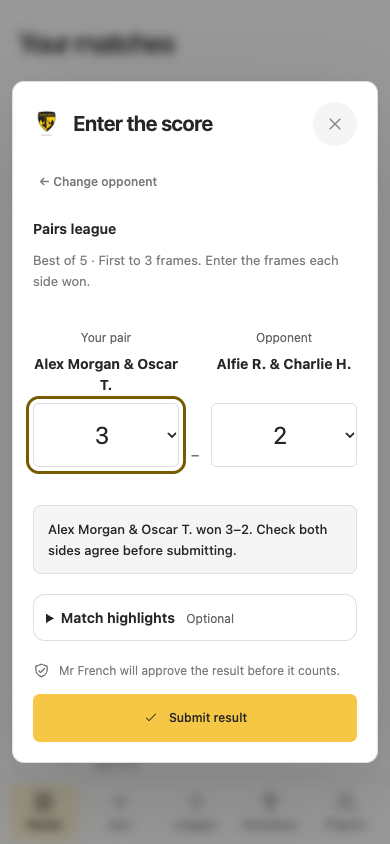 Your matches
Enter the score
← Change opponent
Pairs league
Best of 5 · First to 3 frames. Enter the frames each
side won.
Your pair
Opponent
Alex Morgan & Oscar
T.
Alfie R. & Charlie H.
3
–
2
Alex Morgan & Oscar T. won 3–2. Check both
sides agree before submitting.
Match highlights Optional
Mr French will approve the result before it counts.
Submit result